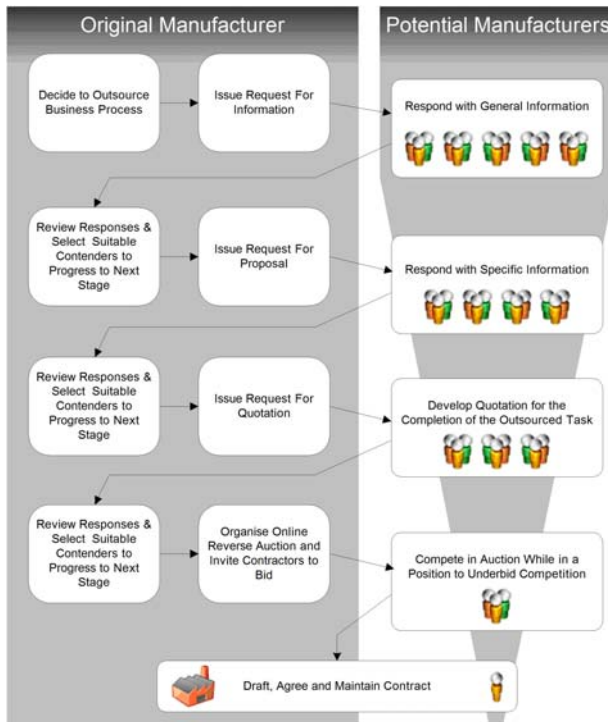 Original Manufacturer
Potential Manufacturers
Decide to Outsource
Business Process
Issue Request For
Information
Respond with General Information
Review Responses &
Select Suitable
Contenders to
Progress to Next
Stage
Issue Request For
Proposal
Respond with Specific Information
Review Responses &
Select Suitable
Contenders to
Progress to Next
Stage
Issue Request For
Quotation
Develop Quotation for the
Completion of the Outsourced Task
Review Responses &
Select Suitable
Contenders to
Progress to Next
Stage
Organise Online
Reverse Auction and
Invite Contractors to
Bid
Compete in Auction While in a
Position to Underbid Competition
Draft, Agree and Maintain Contract